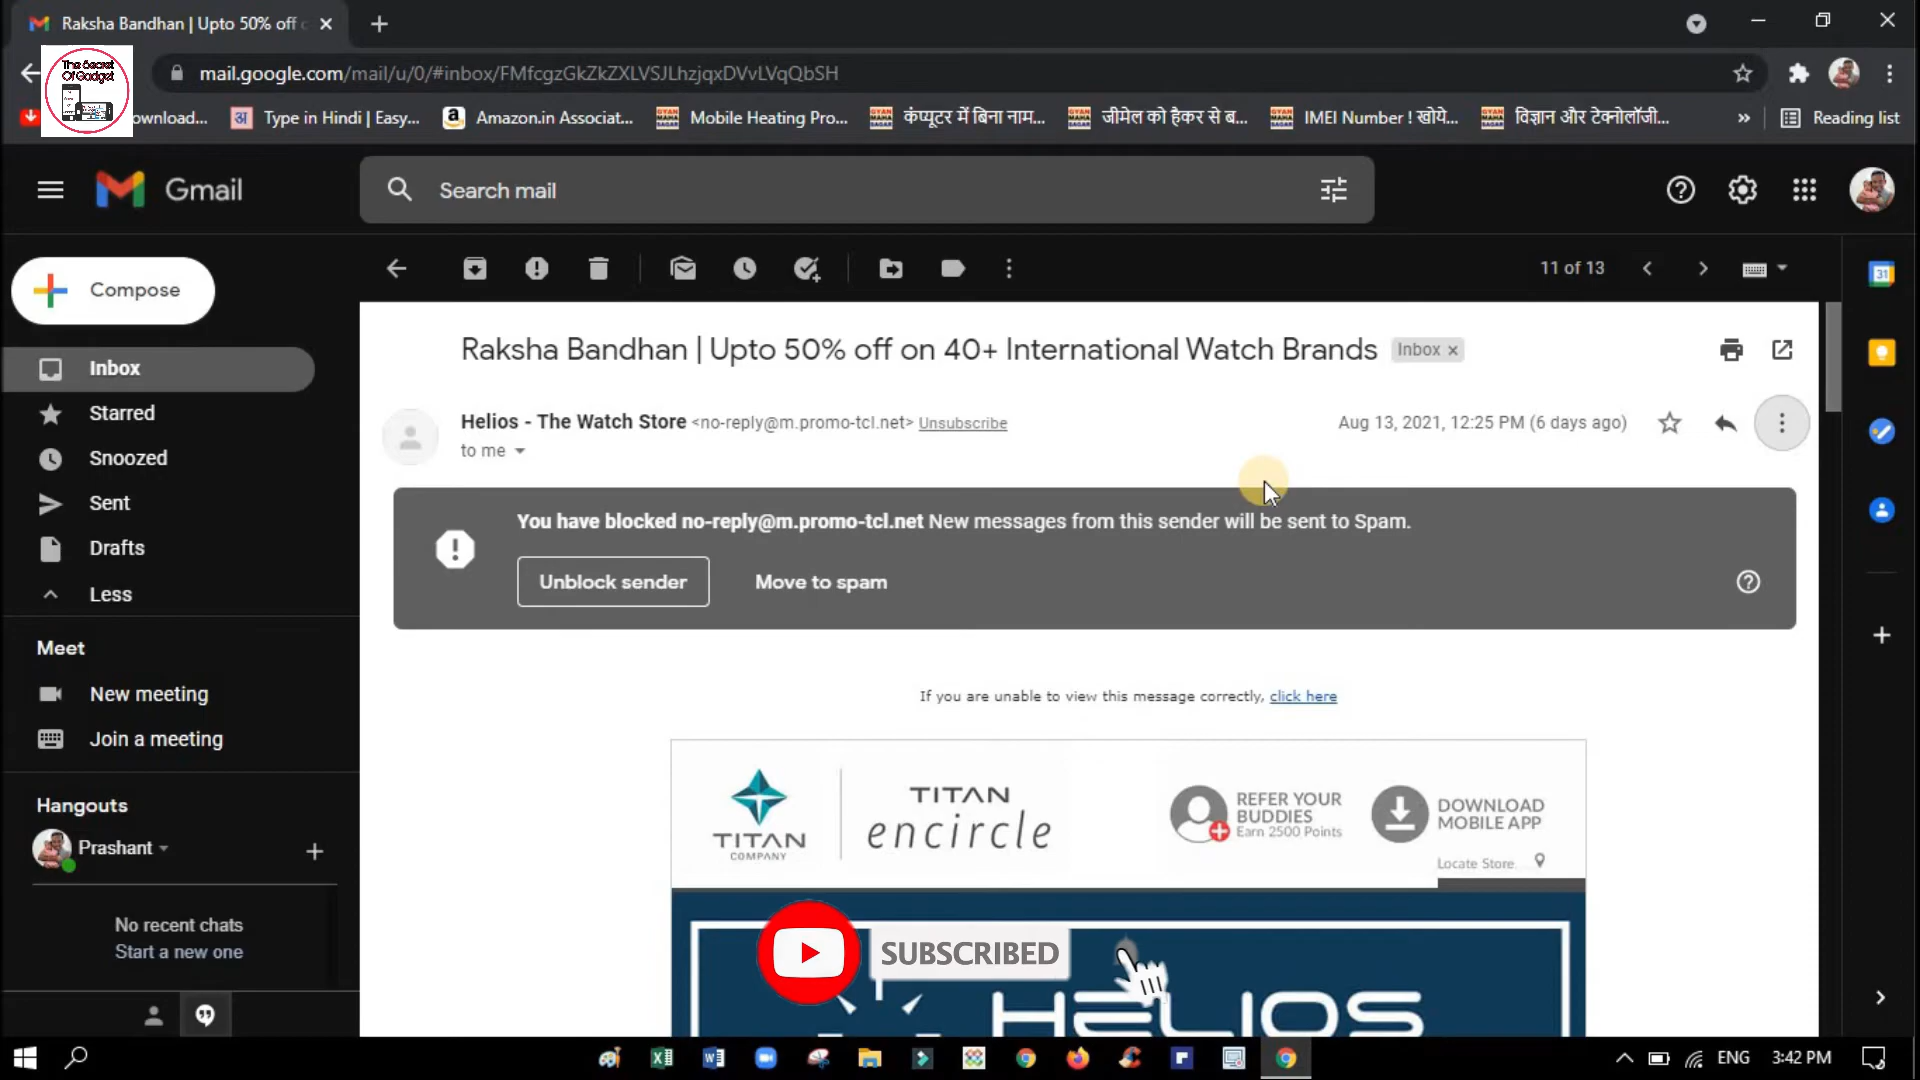 Raksha Bandhan | Upto 50% off
The Secret
Of Gadget
mail.google.com/mail/u/0/#inbox/FMfcgzGkZkZXLVSJLhzjqxDVvLVqQbSH
ownload...
अ Type in Hindi | Easy...
Amazon.in Associat...
Mobile Heating Pro...
कंप्यूटर में बिना नाम...
जीमेल को हैकर से ब...
IMEI Number ! खोये...
विज्ञान और टेक्नोलॉजी...
Reading list
Gmail
Search mail
Compose
11 of 13
Inbox
Starred
Snoozed
Sent
Drafts
Less
Meet
New meeting
Join a meeting
Hangouts
Prashant
No recent chats
Start a new one
Raksha Bandhan | Upto 50% off on 40+ International Watch Brands
Inbox ×
Helios - The Watch Store <no-reply@m.promo-tcl.net> Unsubscribe
Aug 13, 2021, 12:25 PM (6 days ago)
to me
You have blocked no-reply@m.promo-tcl.net New messages from this sender will be sent to Spam.
Unblock sender
Move to spam
If you are unable to view this message correctly, click here
TITAN
COMPANY
TITAN
encircle
REFER YOUR
BUDDIES
Earn 2500 Points
DOWNLOAD
MOBILE APP
Locate Store
SUBSCRIBED
HELIOS
31
ENG
3:42 PM